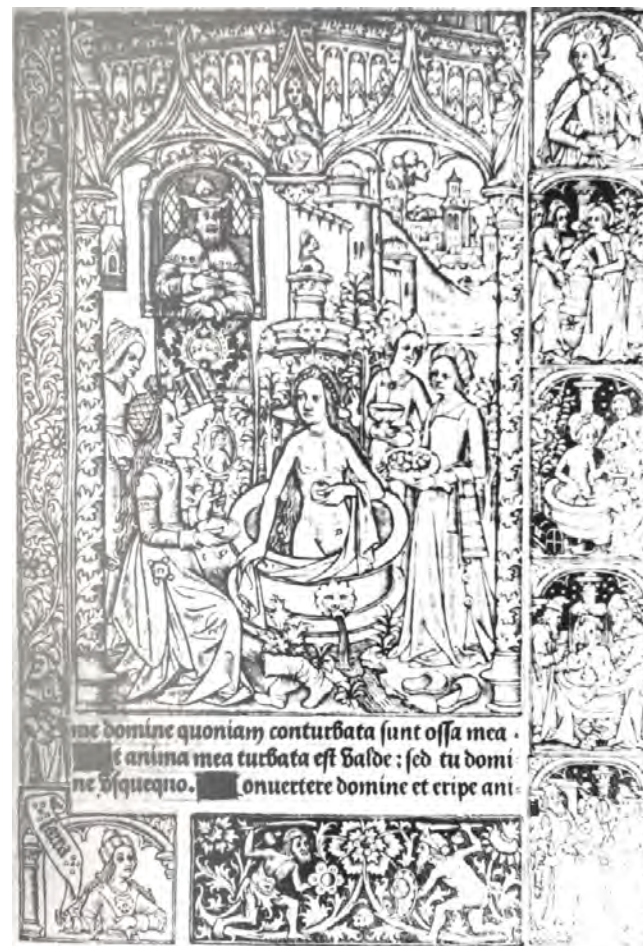 me domine quoniam conturbata sunt ossa mea .
t anima mea turbata est valde : sed tu domi
ne vsquequo. onuertere domine et eripe ani: